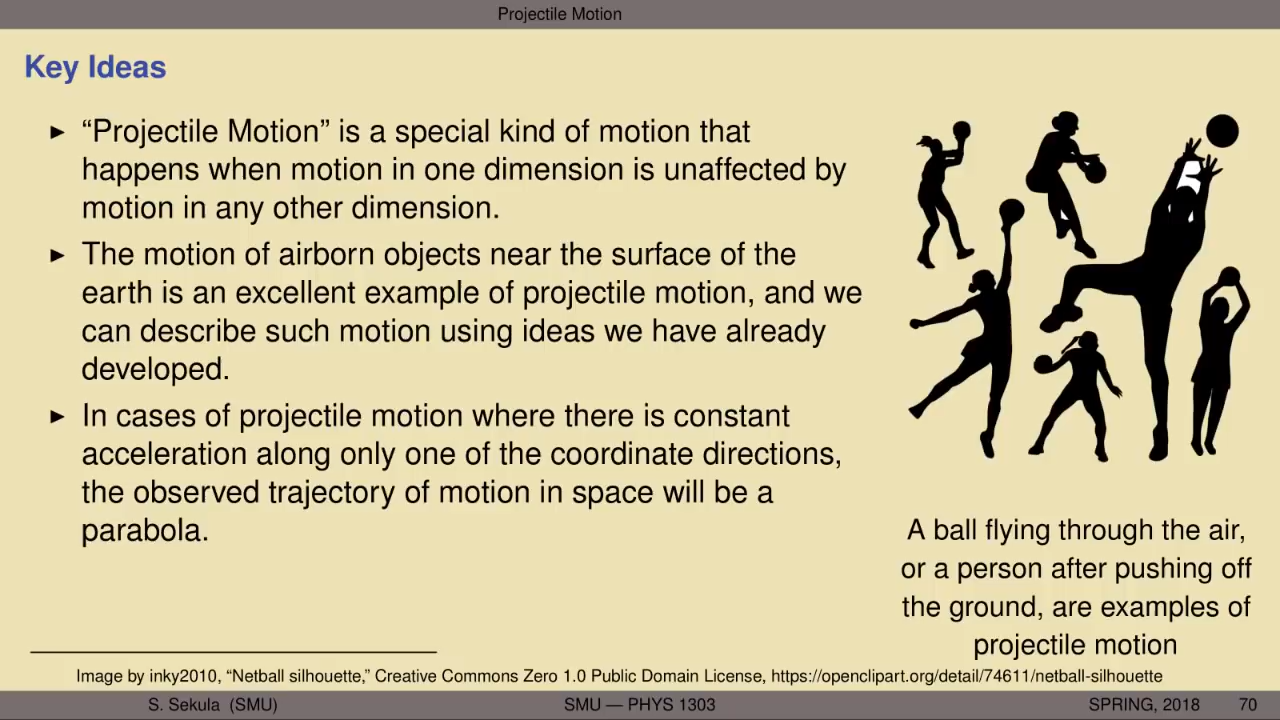 Projectile Motion
Key Ideas
▶ “Projectile Motion” is a special kind of motion that
happens when motion in one dimension is unaffected by
motion in any other dimension.
▶ The motion of airborn objects near the surface of the
earth is an excellent example of projectile motion, and we
can describe such motion using ideas we have already
developed.
▶ In cases of projectile motion where there is constant
acceleration along only one of the coordinate directions,
the observed trajectory of motion in space will be a
parabola.
A ball flying through the air,
or a person after pushing off
the ground, are examples of
projectile motion
Image by inky2010, “Netball silhouette,” Creative Commons Zero 1.0 Public Domain License, https://openclipart.org/detail/74611/netball-silhouette
S. Sekula (SMU) SMU — PHYS 1303 SPRING, 2018 70